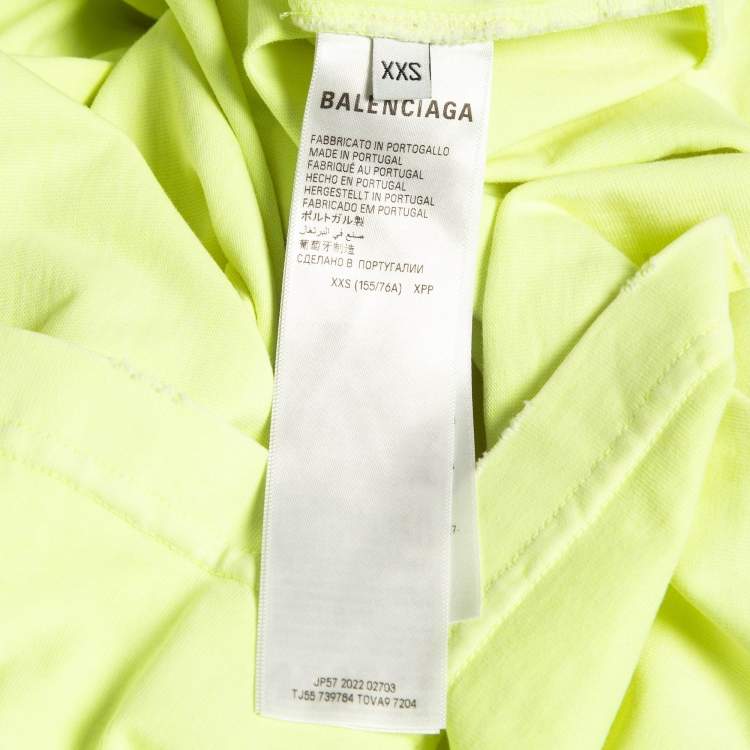 XXS
BALENCIAGA
FABBRICATO IN PORTOGALLO
MADE IN PORTUGAL
FABRIQUÉ AU PORTUGAL
HECHO EN PORTUGAL
HERGESTELLT IN PORTUGAL
FABRICADO EM PORTUGAL
ポルトガル製
صنع في البرتغال
葡萄牙制造
СДЕЛАНО В ПОРТУГАЛИИ
XXS (155/76A) XPP
7-
JP57 2022 02703
TJ55 739784 TOVA9 7204